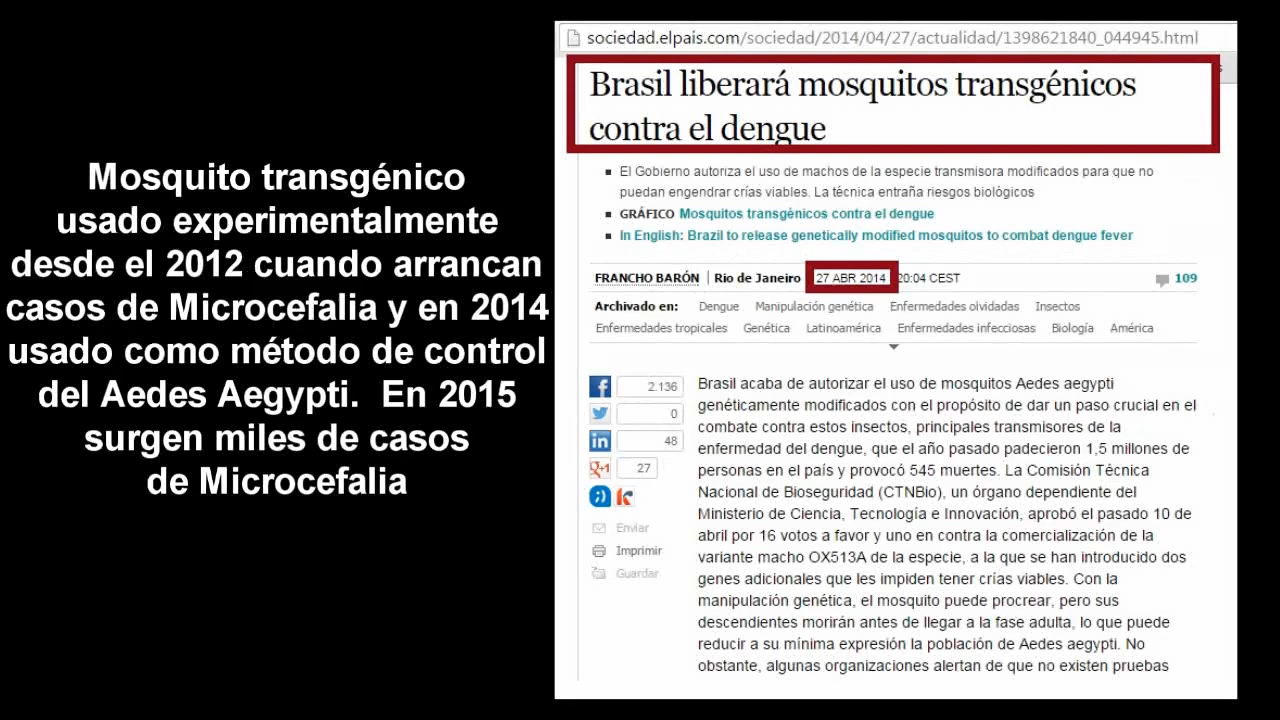 Mosquito transgénico
usado experimentalmente
desde el 2012 cuando arrancan
casos de Microcefalia y en 2014
usado como método de control
del Aedes Aegypti. En 2015
surgen miles de casos
de Microcefalia
sociedad.elpais.com/sociedad/2014/04/27/actualidad/1398621840_044945.html
Brasil liberará mosquitos transgénicos
contra el dengue
El Gobierno autoriza el uso de machos de la especie transmisora modificados para que no
puedan engendrar crías viables. La técnica entraña riesgos biológicos
GRÁFICO Mosquitos transgénicos contra el dengue
In English: Brazil to release genetically modified mosquitos to combat dengue fever
FRANCHO BARÓN | Río de Janeiro 27 ABR 2014 20:04 CEST 109
Archivado en: Dengue Manipulación genética Enfermedades olvidadas Insectos
Enfermedades tropicales Genética Latinoamérica Enfermedades infecciosas Biología América
2.136
0
48
27
Enviar
Imprimir
Guardar
Brasil acaba de autorizar el uso de mosquitos Aedes aegypti
genéticamente modificados con el propósito de dar un paso crucial en el
combate contra estos insectos, principales transmisores de la
enfermedad del dengue, que el año pasado padecieron 1,5 millones de
personas en el país y provocó 545 muertes. La Comisión Técnica
Nacional de Bioseguridad (CTNBio), un órgano dependiente del
Ministerio de Ciencia, Tecnología e Innovación, aprobó el pasado 10 de
abril por 16 votos a favor y uno en contra la comercialización de la
variante macho OX513A de la especie, a la que se han introducido dos
genes adicionales que les impiden tener crías viables. Con la
manipulación genética, el mosquito puede procrear, pero sus
descendientes morirán antes de llegar a la fase adulta, lo que puede
reducir a su mínima expresión la población de Aedes aegypti. No
obstante, algunas organizaciones alertan de que no existen pruebas